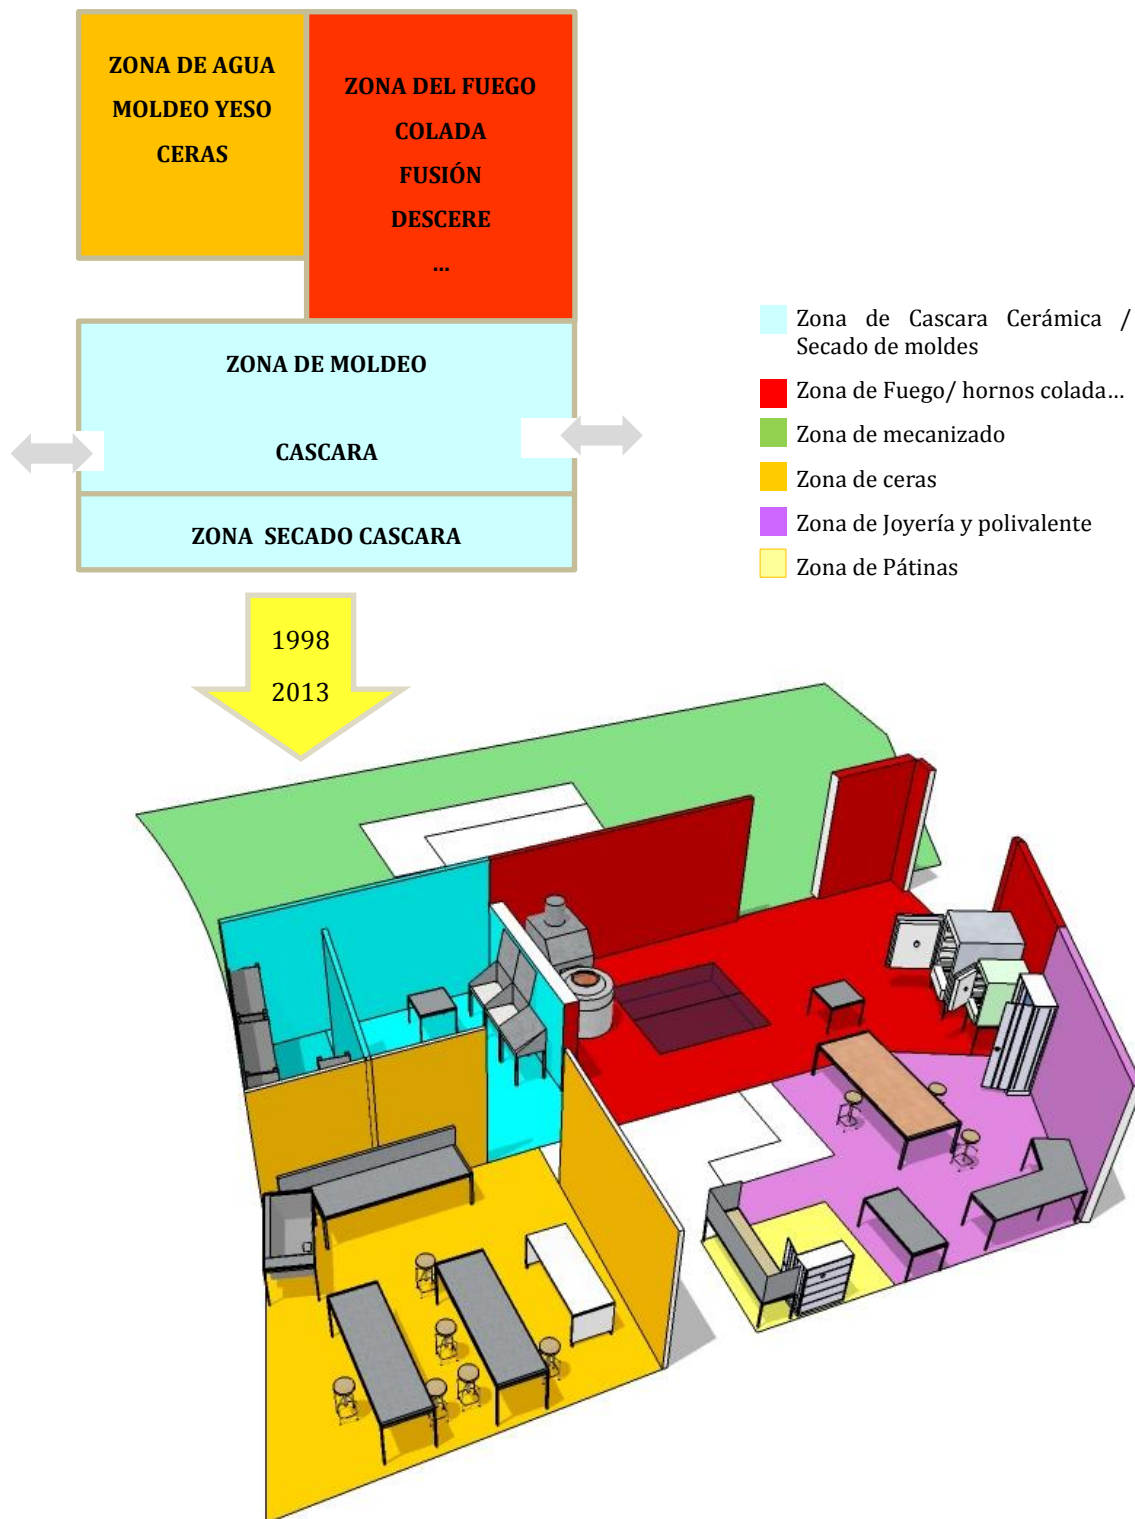 ZONA DE AGUA
MOLDEO YESO
CERAS
ZONA DEL FUEGO
COLADA
FUSIÓN
DESCERE
...
ZONA DE MOLDEO
CASCARA
ZONA SECADO CASCARA
Zona de Cascara Cerámica /
Secado de moldes
Zona de Fuego/ hornos colada...
Zona de mecanizado
Zona de ceras
Zona de Joyería y polivalente
Zona de Pátinas
1998
2013